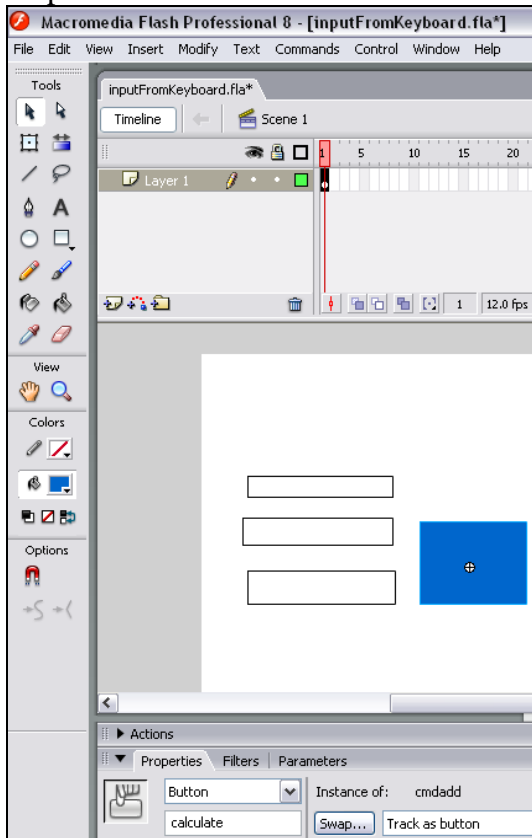 Macromedia Flash Professional 8 - [inputFromKeyboard.fla*]
File Edit View Insert Modify Text Commands Control Window Help
Tools
inputFromKeyboard.fla*
Timeline Scene 1
1 5 10 15 20
Layer 1
1 12.0 fps
View
Colors
Options
Actions
Properties Filters Parameters
Button Instance of: cmdadd
calculate Swap... Track as button